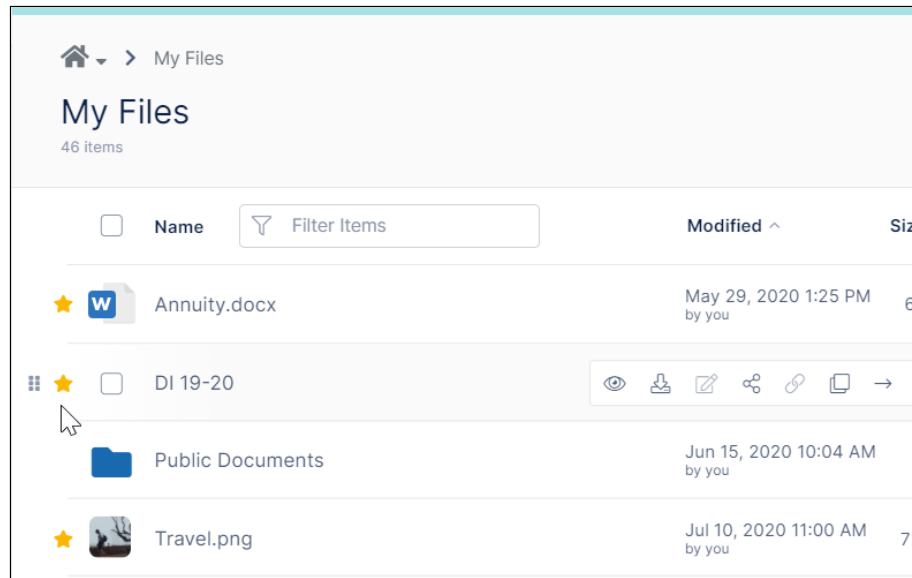 My Files
My Files
46 items
Name
Filter Items
Modified
W
Annuity.docx
May 29, 2020 1:25 PM
by you
DI 19-20
Public Documents
Jun 15, 2020 10:04 AM
by you
Travel.png
Jul 10, 2020 11:00 AM
by you
7